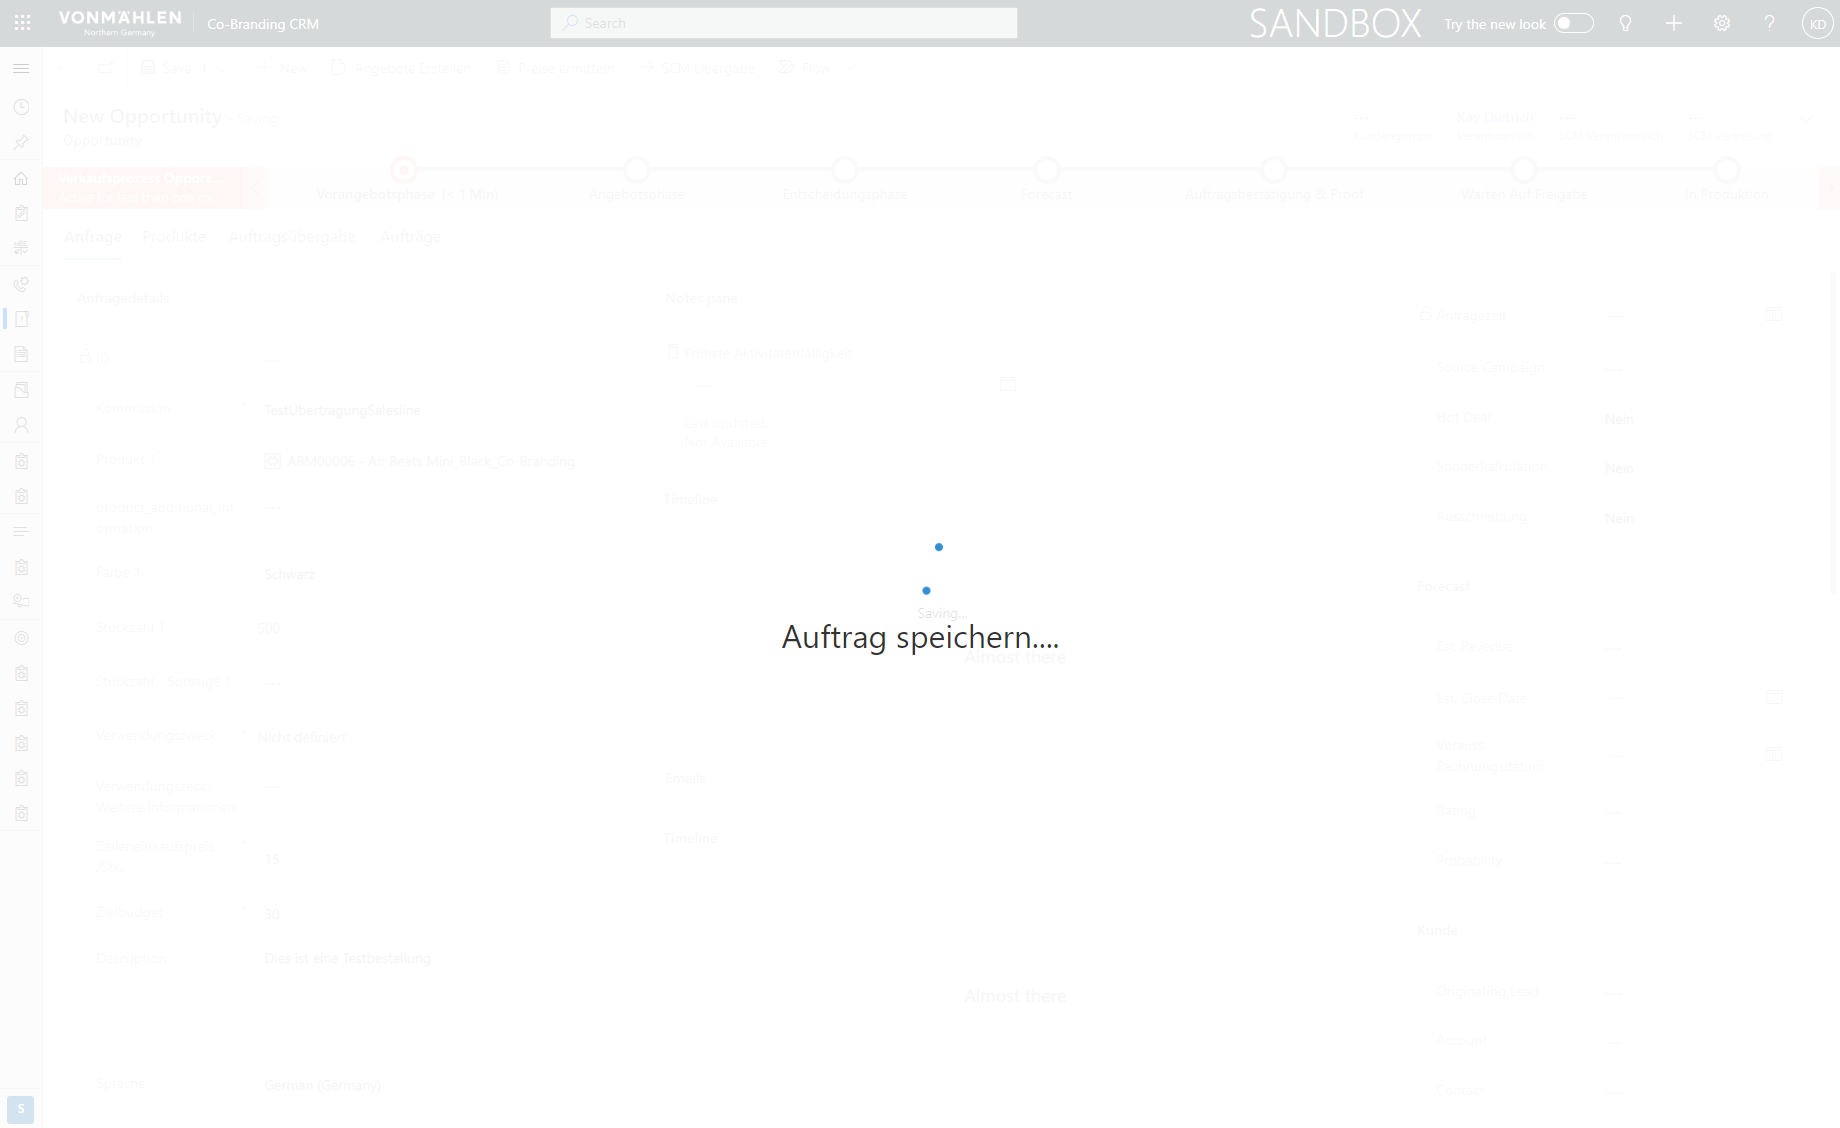 VONMÄHLEN
Northern Germany
Co-Branding CRM
Search
SANDBOX
Try the new look
KD
Save
New
Angebote Erstellen
Preise ermitteln
SCM Übergabe
Flow
New Opportunity - Saving
Opportunity
---
Kay Dietrich
---
---
Verkaufsprozess Opport...
Active for less than one mi...
Vorangebotsphase (< 1 Min)
Angebotsphase
Entscheidungsphase
Forecast
Auftragsbestätigung & Proof
Warten Auf Freigabe
In Produktion
Anfrage
Produkte
Auftragsübergabe
Aufträge
Anfragedetails
ID
---
Kommission
*
TestÜbertragungSalesline
Produkt 1
ABM00006 - Air Beats Mini_Black_Co-Branding
product_additional_inf
ormation
---
Farbe 1
Schwarz
Stückzahl 1
500
Stückzahl - Sonstige 1
---
Verwendungszweck
*
Nicht definiert
Verwendungszeck:
Weitere Informationen
---
/Stk.
*
15
Zielbudget
*
30
Description
Dies ist eine Testbestellung
Sprache
German (Germany)
Notes pane
Früheste Aktivitätenfälligkeit
---
Last updated:
Not Available
Timeline
Saving...
Auftrag speichern....
Almost there
Emails
Timeline
Almost there
Anfragezeit
---
Source Campaign
---
Hot Deal
Nein
Sonderkalkulation
Nein
Ausschreibung
Nein
Forecast
Est. Revenue
---
Est. Close Date
---
Vorauss.
Rechnungsdatum
---
Rating
---
Probability
---
Kunde
Originating Lead
---
Account
---
Contact
---
S